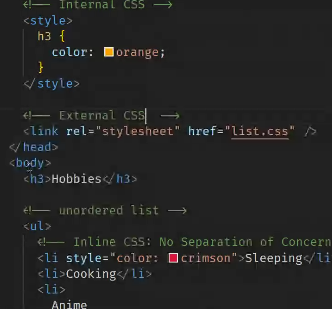 <!-- Internal CSS -->
<style>
h3 {
color: orange;
}
</style>
<!-- External CSS -->
<link rel="stylesheet" href="list.css" />
</head>
<body>
<h3>Hobbies</h3>
<!-- unordered list -->
<ul>
<!-- Inline CSS: No Separation of Concern
<li style="color: crimson">Sleeping</li
<li>Cooking</li>
<li>
Anime